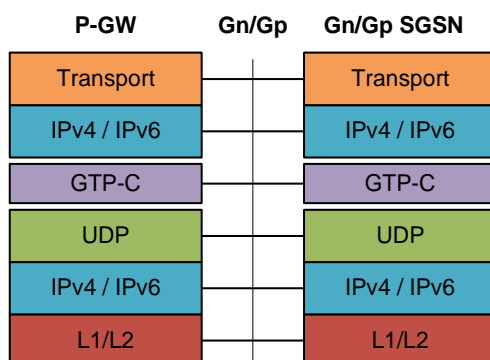 P-GW Gn/Gp Gn/Gp SGSN
Transport Transport
IPv4 / IPv6 IPv4 / IPv6
GTP-C GTP-C
UDP UDP
IPv4 / IPv6 IPv4 / IPv6
L1/L2 L1/L2